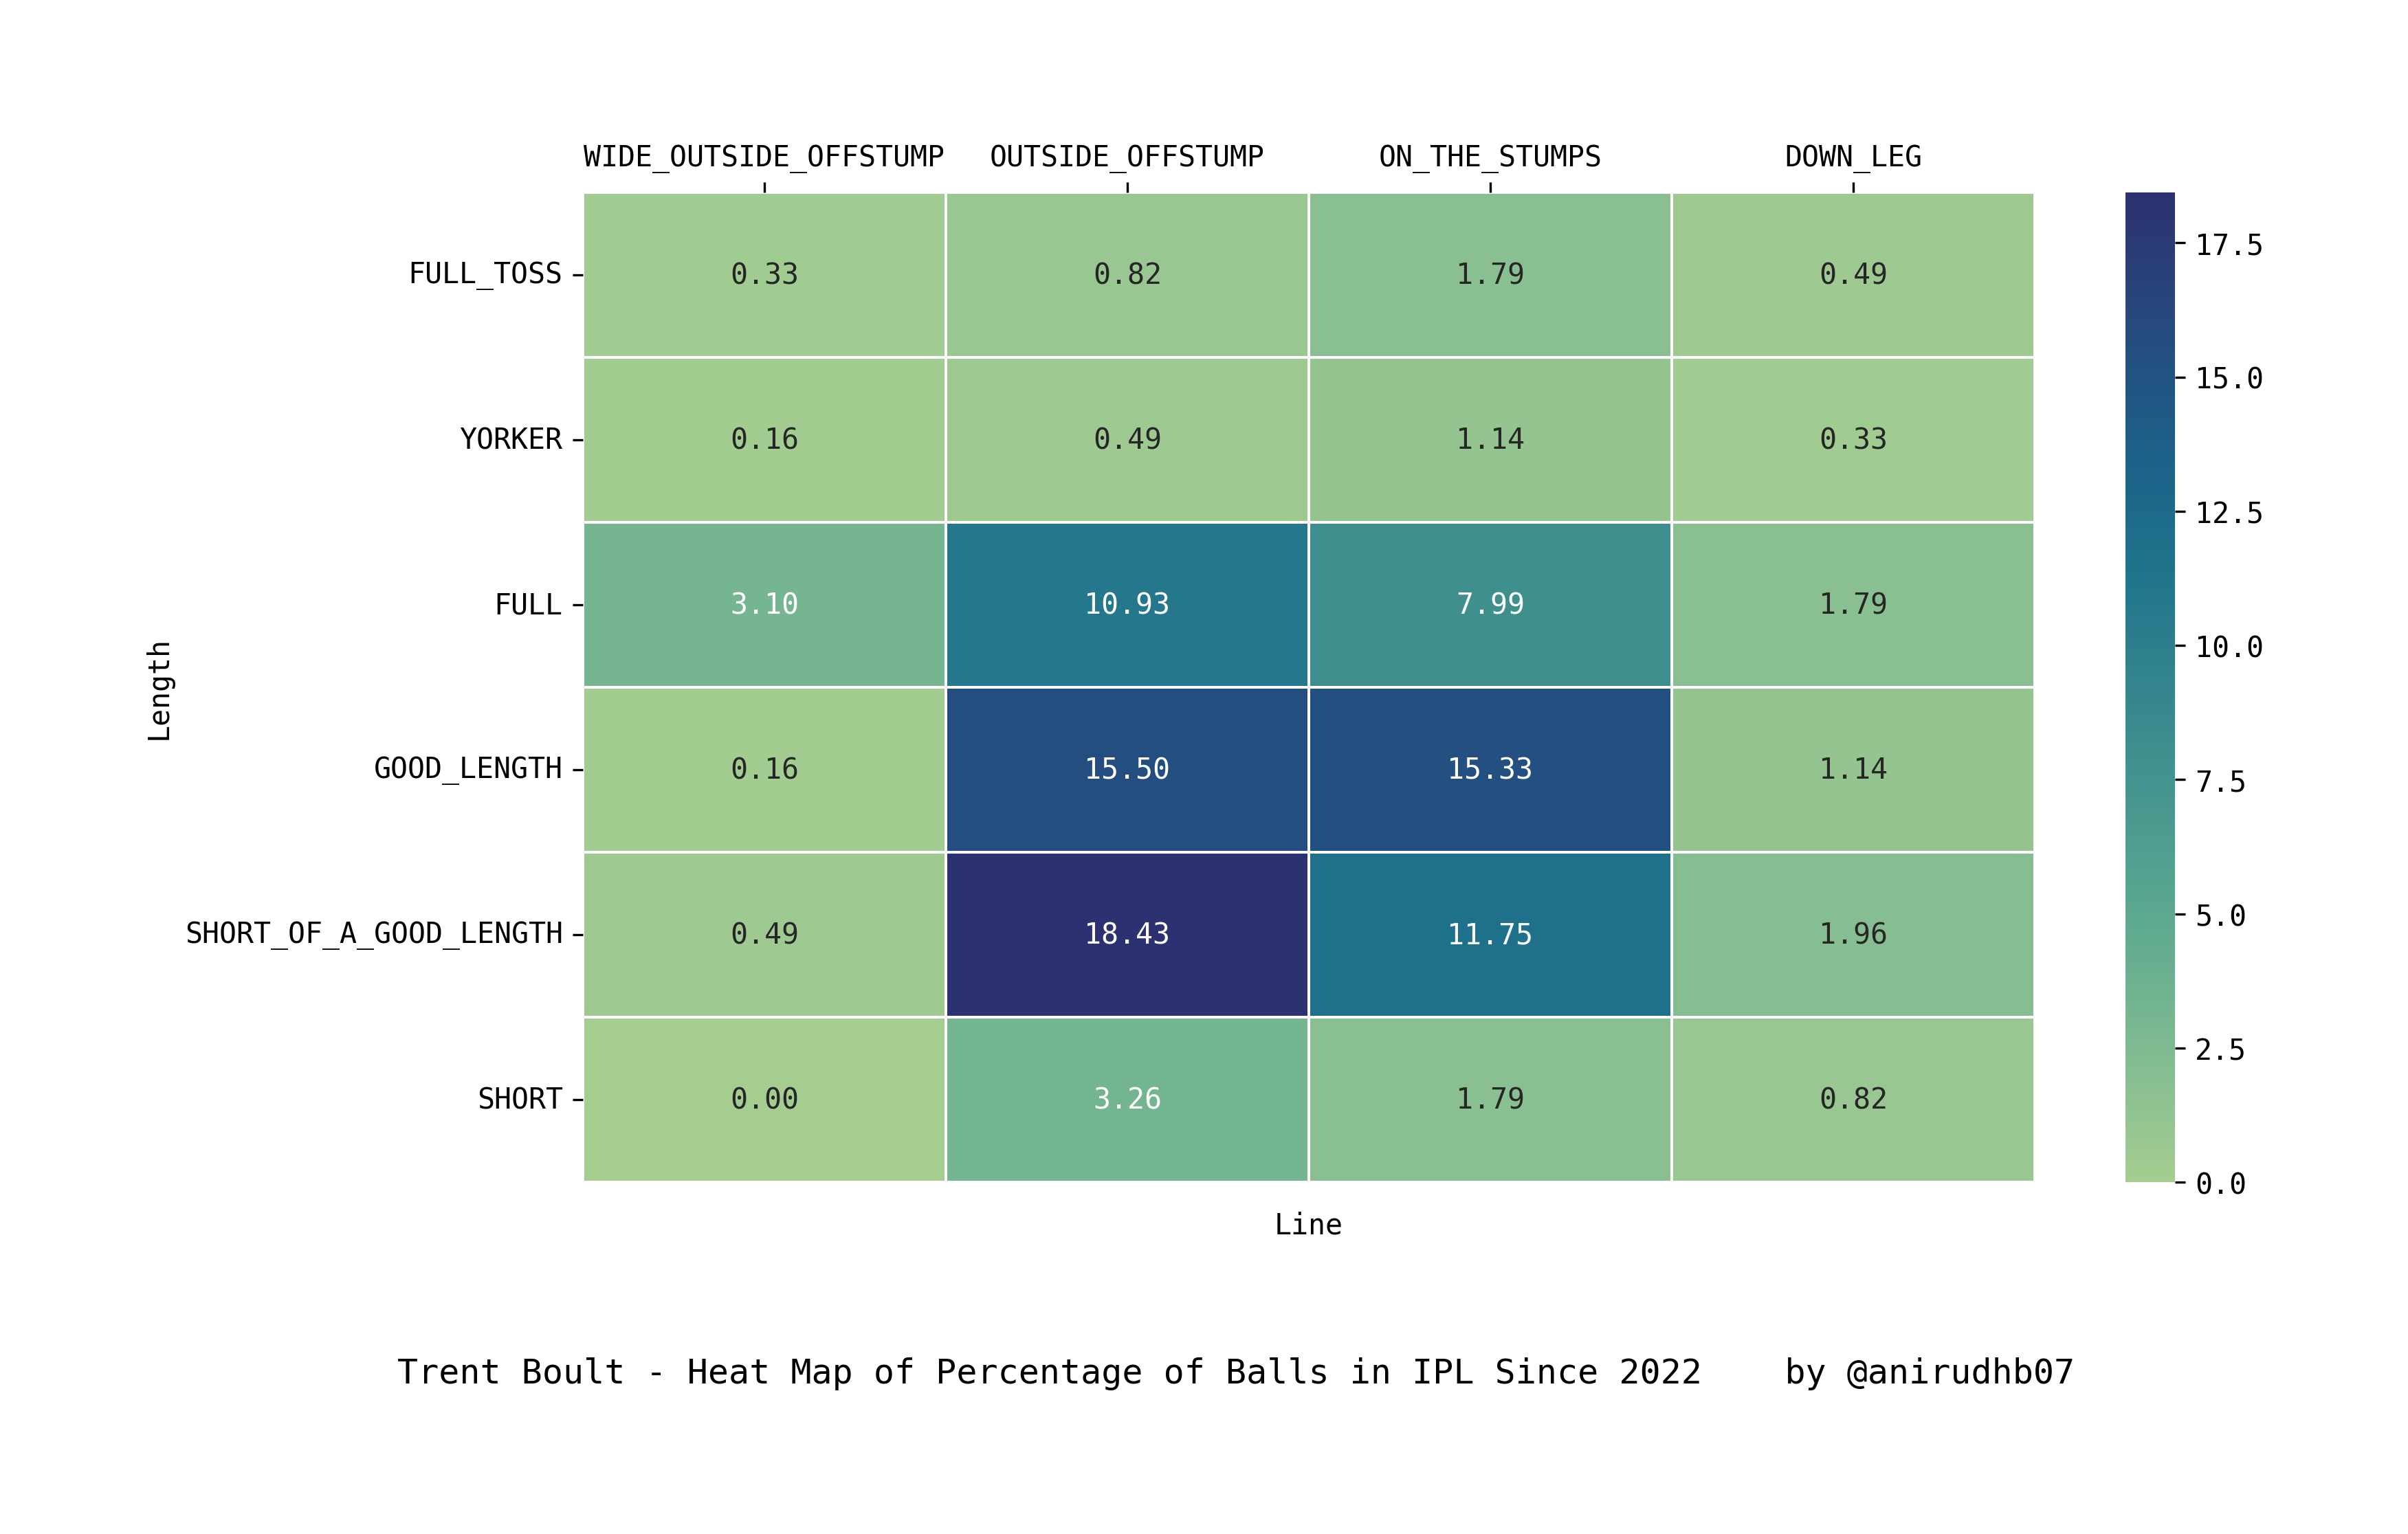 WIDE_OUTSIDE_OFFSTUMP OUTSIDE_OFFSTUMP ON_THE_STUMPS DOWN_LEG
FULL_TOSS 0.33 0.82 1.79 0.49
YORKER 0.16 0.49 1.14 0.33
FULL 3.10 10.93 7.99 1.79
GOOD_LENGTH 0.16 15.50 15.33 1.14
SHORT_OF_A_GOOD_LENGTH 0.49 18.43 11.75 1.96
SHORT 0.00 3.26 1.79 0.82
Length
Line
17.5
15.0
12.5
10.0
7.5
5.0
2.5
0.0
Trent Boult - Heat Map of Percentage of Balls in IPL Since 2022 by @anirudhb07